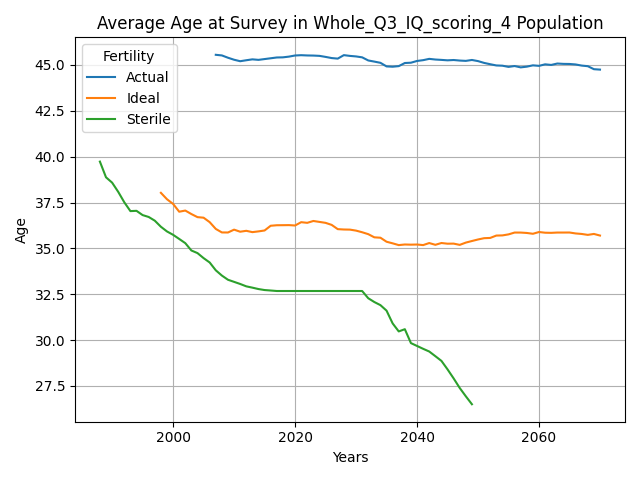 Average Age at Survey in Whole_Q3_IQ_scoring_4 Population
Fertility
Actual
Ideal
Sterile
Age
45.0
42.5
40.0
37.5
35.0
32.5
30.0
27.5
2000
2020
2040
2060
Years